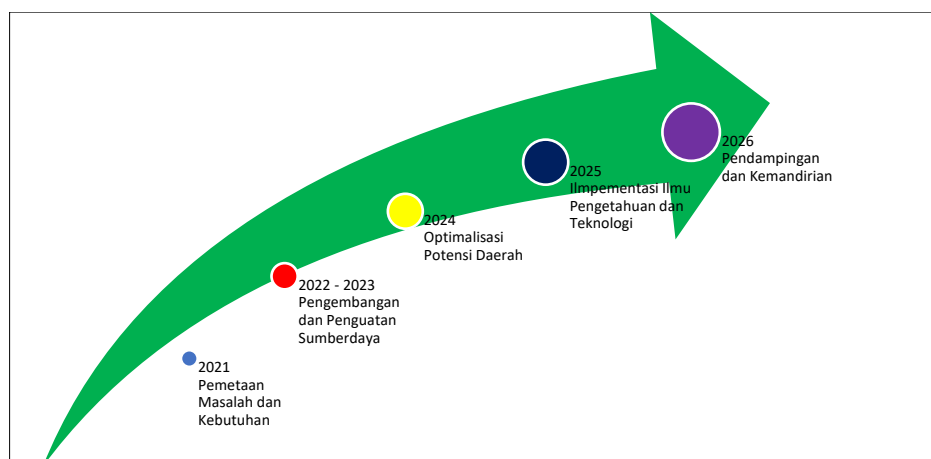 2021
Pemetaan
Masalah dan
Kebutuhan
2022 - 2023
Pengembangan
dan Penguatan
Sumberdaya
2024
Optimalisasi
Potensi Daerah
2025
Ilmpementasi Ilmu
Pengetahuan dan
Teknologi
2026
Pendampingan
dan Kemandirian